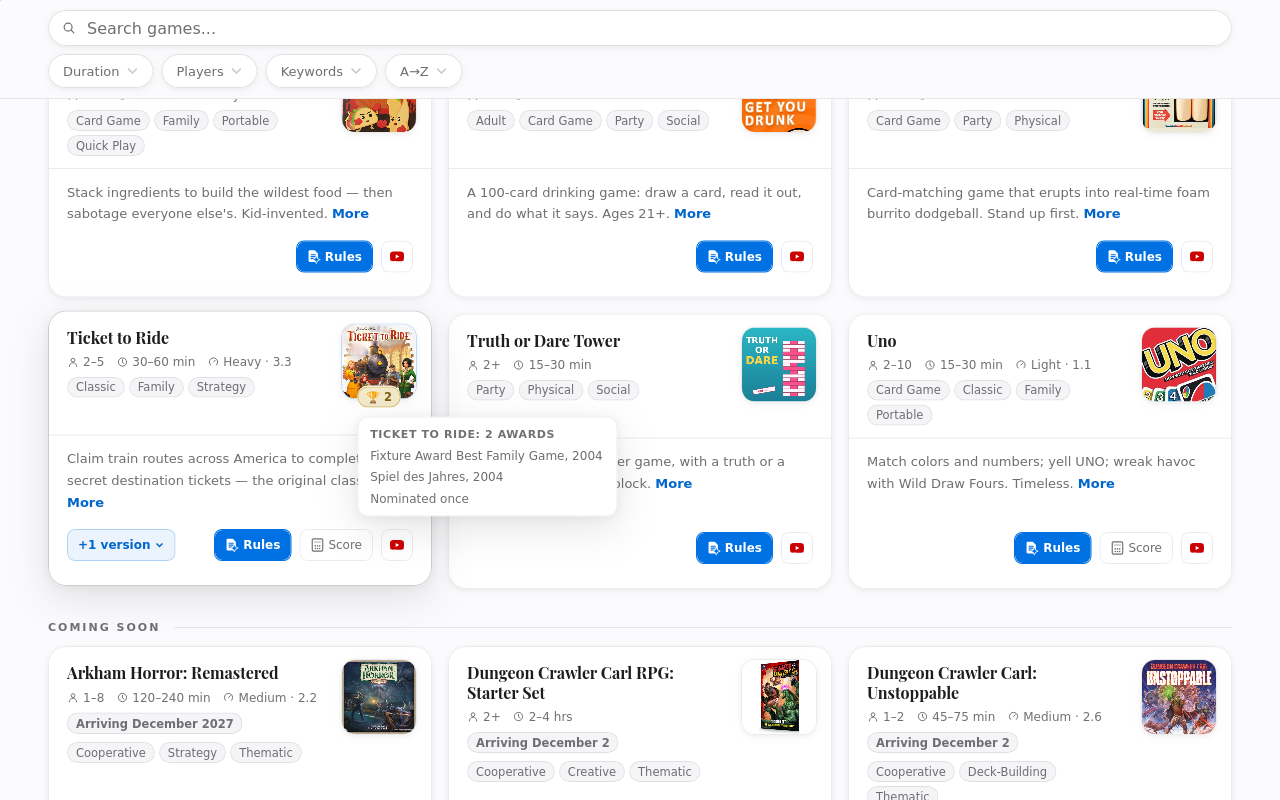 Search games...
Duration
Players
Keywords
A→Z
Card Game
Family
Portable
Quick Play
Stack ingredients to build the wildest food — then
sabotage everyone else's. Kid-invented. More
Rules
Adult
Card Game
Party
Social
GET YOU
DRUNK
A 100-card drinking game: draw a card, read it out,
and do what it says. Ages 21+. More
Rules
Card Game
Party
Physical
Card-matching game that erupts into real-time foam
burrito dodgeball. Stand up first. More
Rules
Ticket to Ride
2–5 30–60 min Heavy · 3.3
Classic
Family
Strategy
TICKET TO RIDE
🏆 2
TICKET TO RIDE: 2 AWARDS
Fixture Award Best Family Game, 2004
Spiel des Jahres, 2004
Nominated once
Claim train routes across America to complet
secret destination tickets — the original clas
More
+1 version
Rules
Score
Truth or Dare Tower
2+ 15–30 min
Party
Physical
Social
TRUTH
OR
DARE
er game, with a truth or a
block. More
Rules
Uno
2–10 15–30 min Light · 1.1
Card Game
Classic
Family
Portable
UNO
Match colors and numbers; yell UNO; wreak havoc
with Wild Draw Fours. Timeless. More
Rules
Score
COMING SOON
Arkham Horror: Remastered
1–8 120–240 min Medium · 2.2
Arriving December 2027
Cooperative
Strategy
Thematic
ARKHAM
HORROR
Dungeon Crawler Carl RPG:
Starter Set
2+ 2–4 hrs
Arriving December 2
Cooperative
Creative
Thematic
Dungeon Crawler Carl:
Unstoppable
1–2 45–75 min Medium · 2.6
Arriving December 2
Cooperative
Deck-Building
Thematic
DUNGEON CRAWLER CARL
UNSTOPPABLE